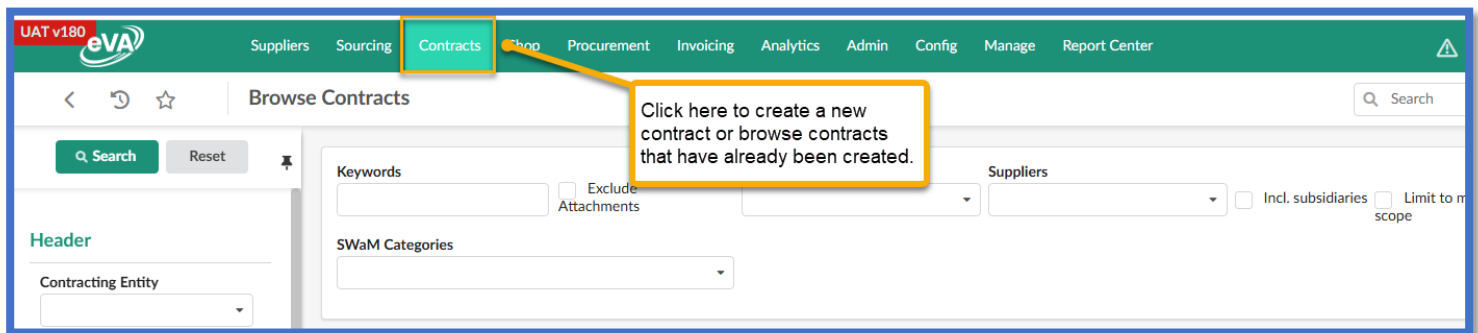 UAT v180
eVA
Suppliers Sourcing Contracts Shop Procurement Invoicing Analytics Admin Config Manage Report Center
Browse Contracts
Search
Click here to create a new
contract or browse contracts
that have already been created.
Search Reset
Keywords
Exclude
Attachments
Suppliers
Incl. subsidiaries
Limit to m
scope
Header
SWaM Categories
Contracting Entity